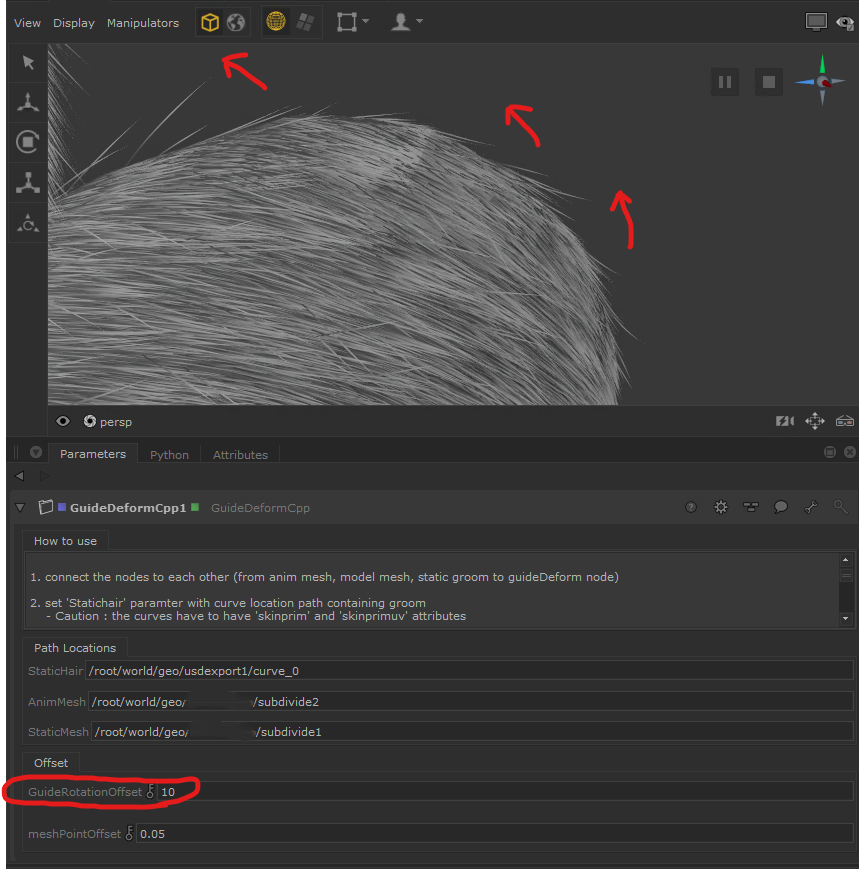 View Display Manipulators
persp
Parameters Python Attributes
GuideDeformCpp1 GuideDeformCpp
How to use
1. connect the nodes to each other (from anim mesh, model mesh, static groom to guideDeform node)
2. set 'Statichair' paramter with curve location path containing groom
- Caution : the curves have to have 'skinprim' and 'skinprimuv' attributes
Path Locations
StaticHair /root/world/geo/usdexport1/curve_0
AnimMesh /root/world/geo/ /subdivide2
StaticMesh /root/world/geo/ /subdivide1
Offset
GuideRotationOffset 10
meshPointOffset 0.05